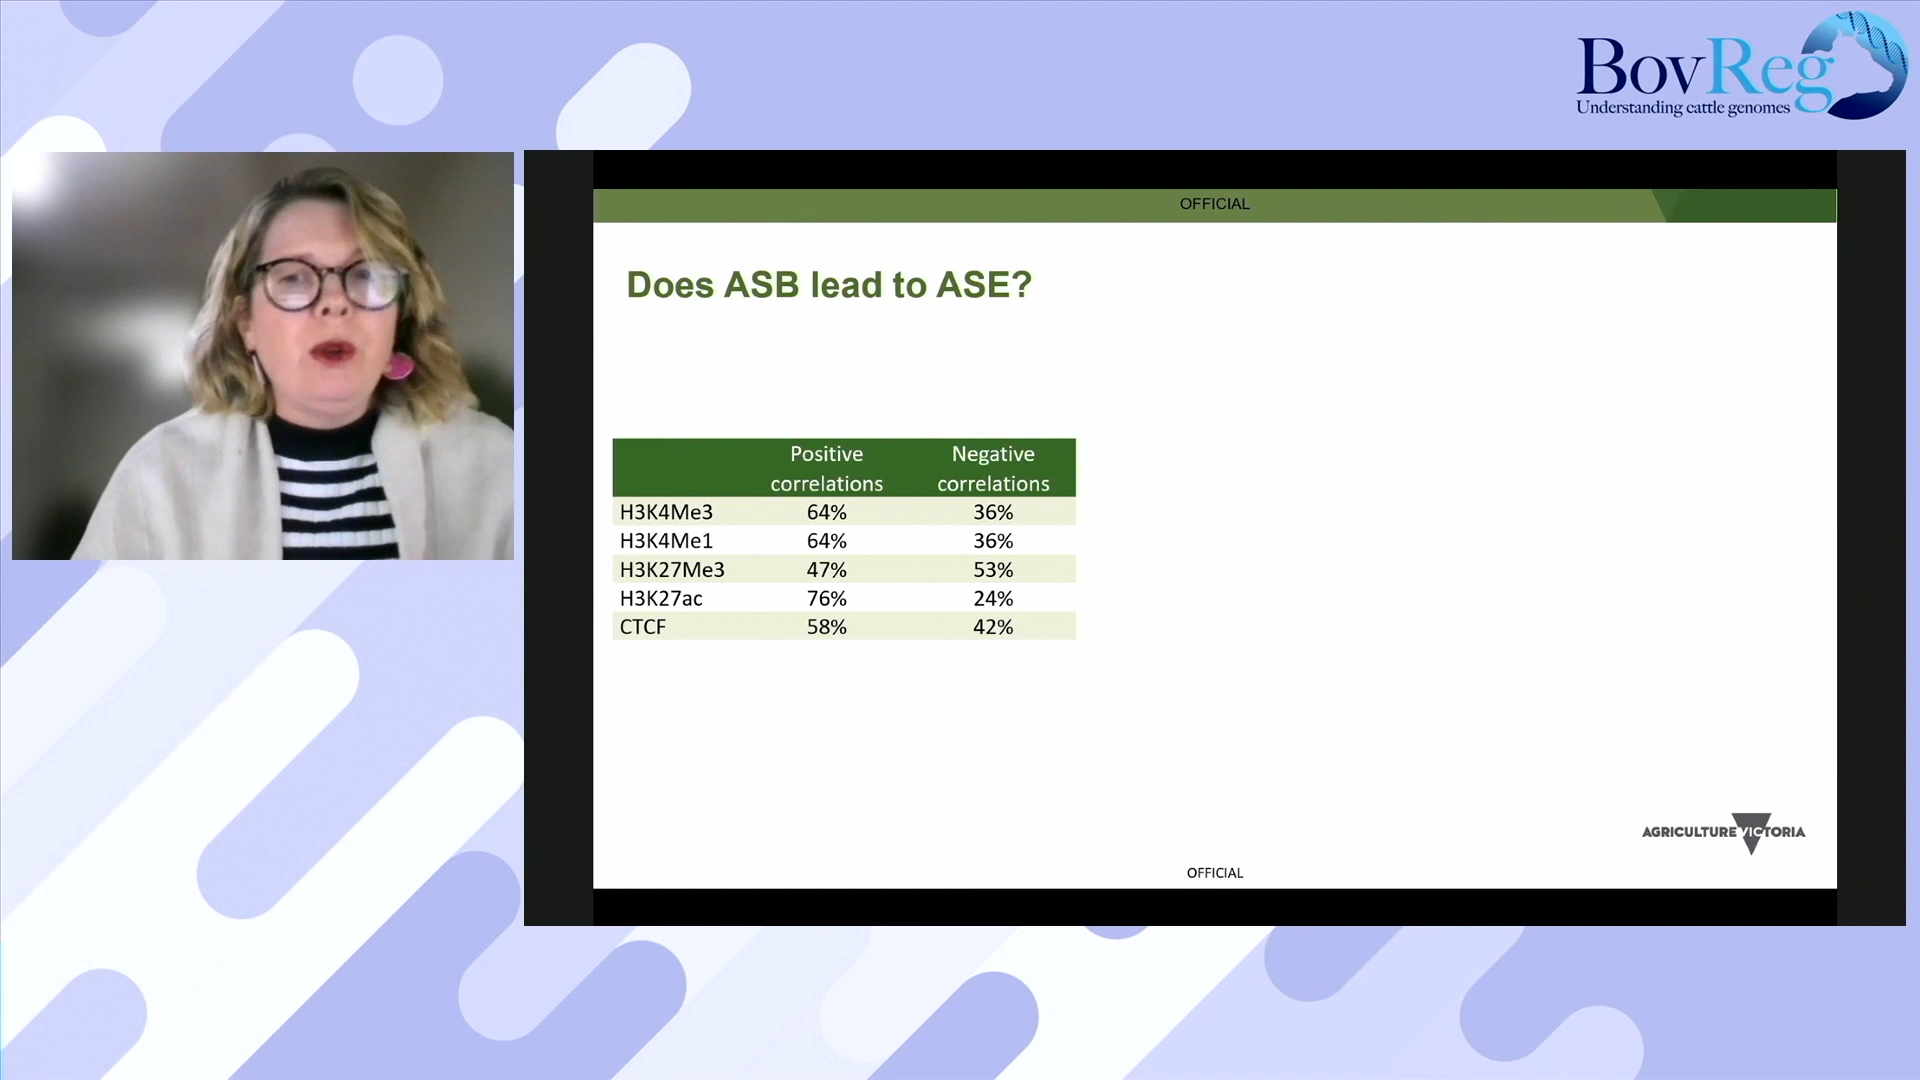 BovReg
Understanding cattle genomes
OFFICIAL
Does ASB lead to ASE?
Positive correlations Negative correlations
H3K4Me3 64% 36%
H3K4Me1 64% 36%
H3K27Me3 47% 53%
H3K27ac 76% 24%
CTCF 58% 42%
AGRICULTURE VICTORIA
OFFICIAL